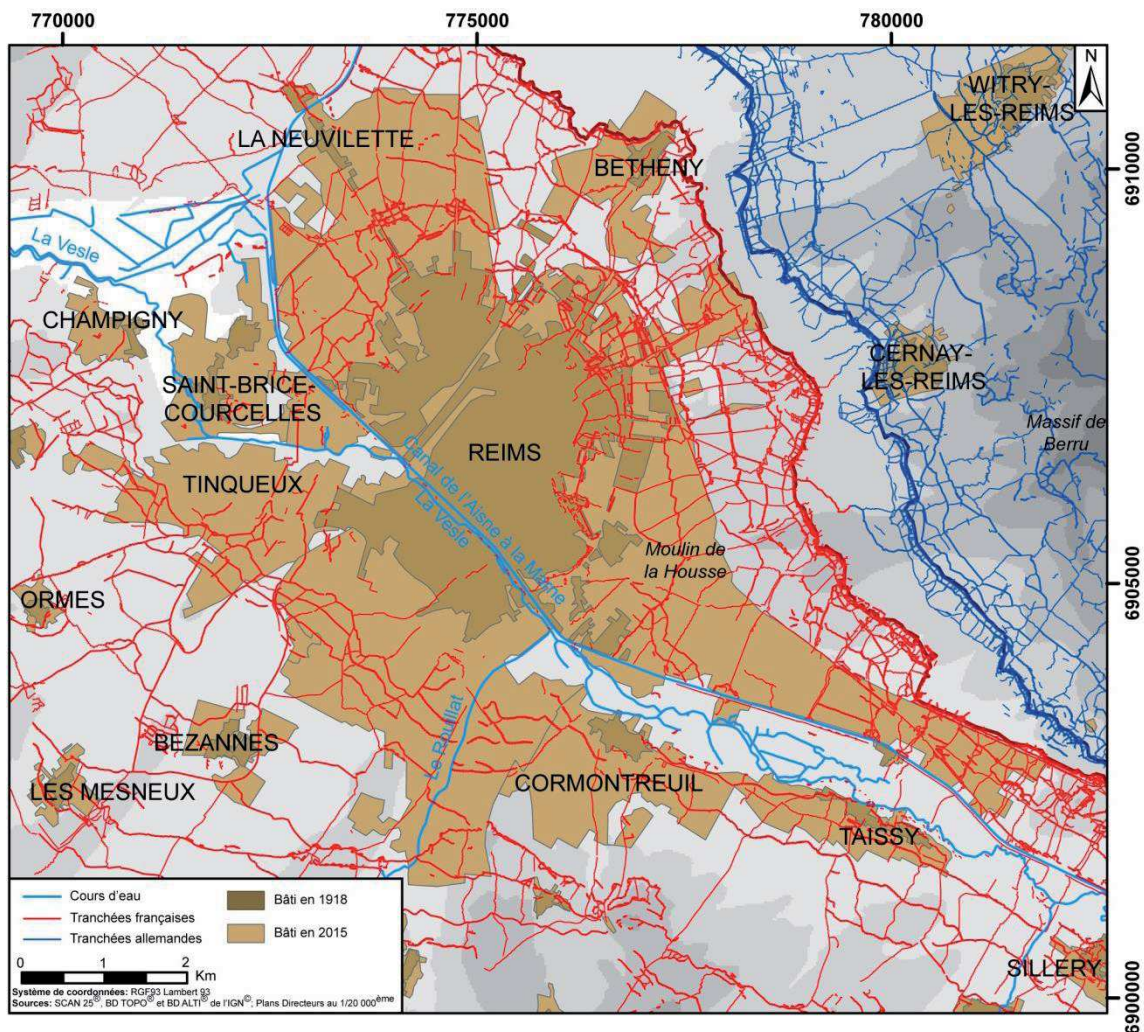 770000
775000
780000
N
WITRY-
LES-REIMS
LA NEUVILETTE
BETHENY
6910000
La Vesle
CHAMPIGNY
SAINT-BRICE-
COURCELLES
CERNAY-
LES-REIMS
Massif de
Berru
REIMS
TINQUEUX
Canal de l'Aisne à la Marne
La Vesle
Moulin de
la Housse
6905000
ORMES
Le Rouillat
BEZANNES
LES MESNEUX
CORMONTREUIL
TAISSY
SILLERY
6900000
Cours d'eau
Tranchées françaises
Tranchées allemandes
Bâti en 1918
Bâti en 2015
0 1 2
Km
Système de coordonnées: RGF93 Lambert 93
Sources: SCAN 25®, BD TOPO® et BD ALTI® de l'IGN©; Plans Directeurs au 1/20 000ème